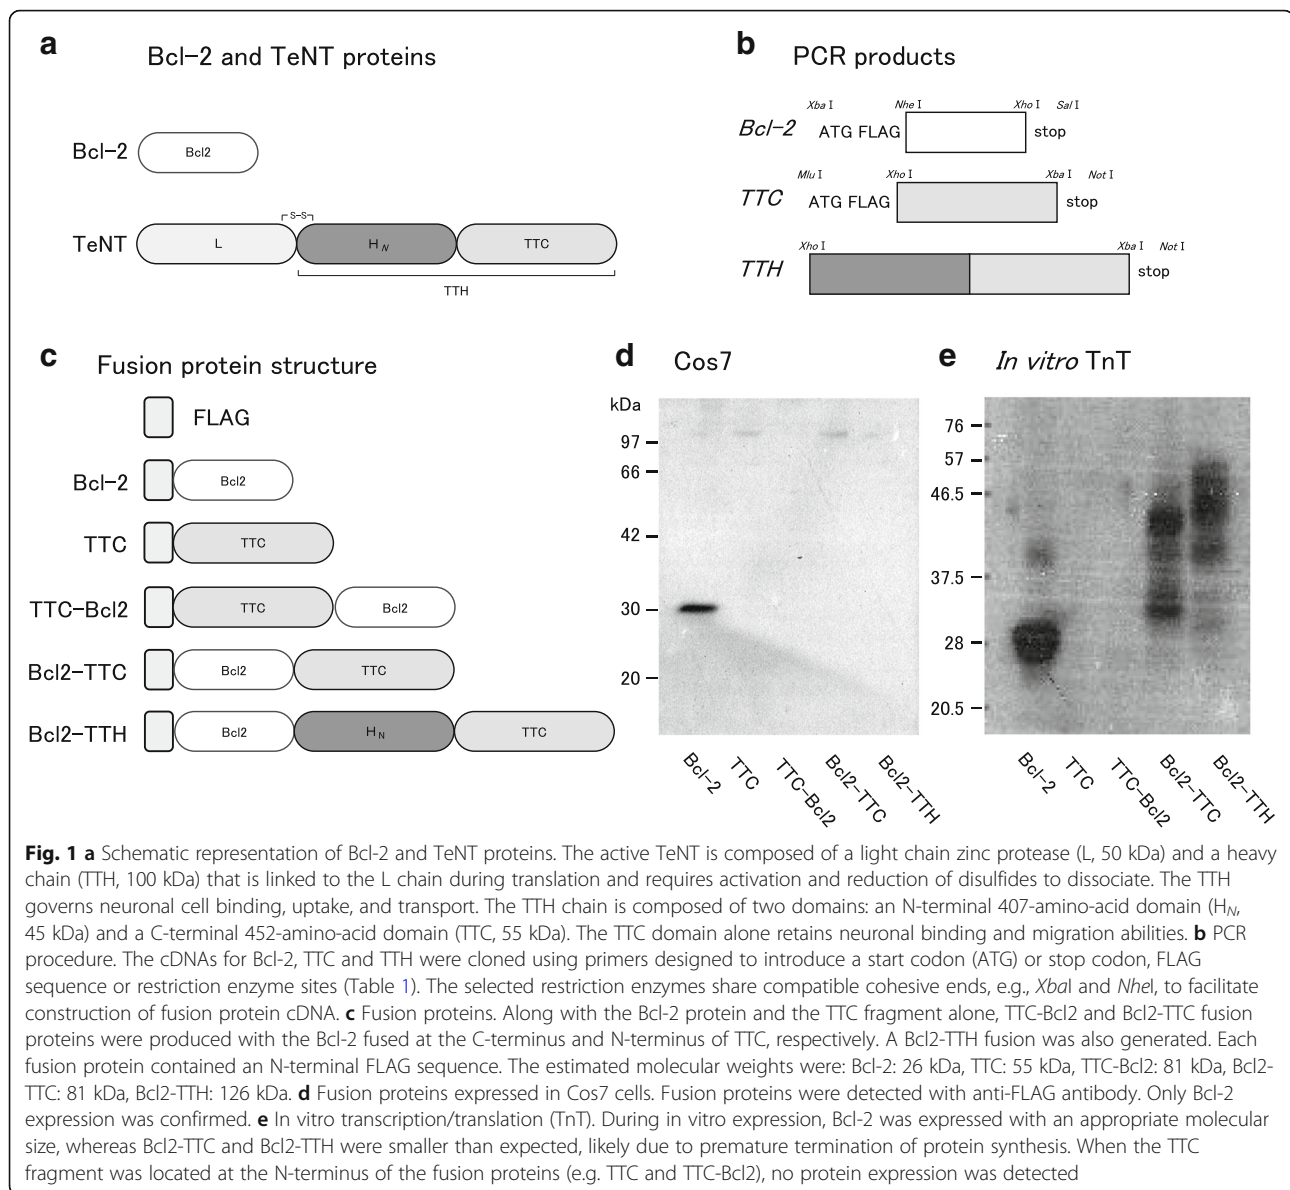 a
Bcl-2 and TeNT proteins
Bcl-2
Bcl2
S-S
TeNT
L
HN
TTC
TTH
b
PCR products
Xba I
Nhe I
Xho I
Sal I
Bcl-2
ATG FLAG
stop
Mlu I
Xho I
Xba I
Not I
TTC
ATG FLAG
stop
Xho I
Xba I
Not I
TTH
stop
c
Fusion protein structure
FLAG
Bcl-2
Bcl2
TTC
TTC
TTC-Bcl2
TTC
Bcl2
Bcl2-TTC
Bcl2
TTC
Bcl2-TTH
Bcl2
HN
TTC
d
Cos7
kDa
97
66
42
30
20
Bcl-2
TTC
TTC-Bcl2
Bcl2-TTC
Bcl2-TTH
e
In vitro TnT
76
57
46.5
37.5
28
20.5
Bcl-2
TTC
TTC-Bcl2
Bcl2-TTC
Bcl2-TTH
Fig. 1 a Schematic representation of Bcl-2 and TeNT proteins. The active TeNT is composed of a light chain zinc protease (L, 50 kDa) and a heavy
chain (TTH, 100 kDa) that is linked to the L chain during translation and requires activation and reduction of disulfides to dissociate. The TTH
governs neuronal cell binding, uptake, and transport. The TTH chain is composed of two domains: an N-terminal 407-amino-acid domain (HN,
45 kDa) and a C-terminal 452-amino-acid domain (TTC, 55 kDa). The TTC domain alone retains neuronal binding and migration abilities. b PCR
procedure. The cDNAs for Bcl-2, TTC and TTH were cloned using primers designed to introduce a start codon (ATG) or stop codon, FLAG
sequence or restriction enzyme sites (Table 1). The selected restriction enzymes share compatible cohesive ends, e.g., XbaI and NheI, to facilitate
construction of fusion protein cDNA. c Fusion proteins. Along with the Bcl-2 protein and the TTC fragment alone, TTC-Bcl2 and Bcl2-TTC fusion
proteins were produced with the Bcl-2 fused at the C-terminus and N-terminus of TTC, respectively. A Bcl2-TTH fusion was also generated. Each
fusion protein contained an N-terminal FLAG sequence. The estimated molecular weights were: Bcl-2: 26 kDa, TTC: 55 kDa, TTC-Bcl2: 81 kDa, Bcl2-
TTC: 81 kDa, Bcl2-TTH: 126 kDa. d Fusion proteins expressed in Cos7 cells. Fusion proteins were detected with anti-FLAG antibody. Only Bcl-2
expression was confirmed. e In vitro transcription/translation (TnT). During in vitro expression, Bcl-2 was expressed with an appropriate molecular
size, whereas Bcl2-TTC and Bcl2-TTH were smaller than expected, likely due to premature termination of protein synthesis. When the TTC
fragment was located at the N-terminus of the fusion proteins (e.g. TTC and TTC-Bcl2), no protein expression was detected